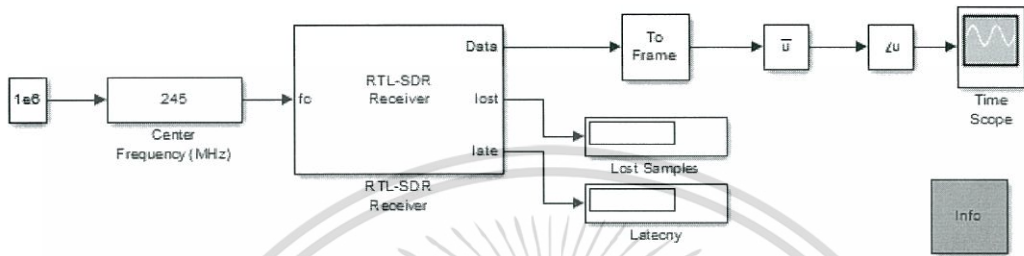 1e6
245
Center
Frequency (MHz)
fc
RTL-SDR
Receiver
Data
lost
late
RTL-SDR
Receiver
To
Frame
u̅
∠u
Time
Scope
Lost Samples
Latecny
Info